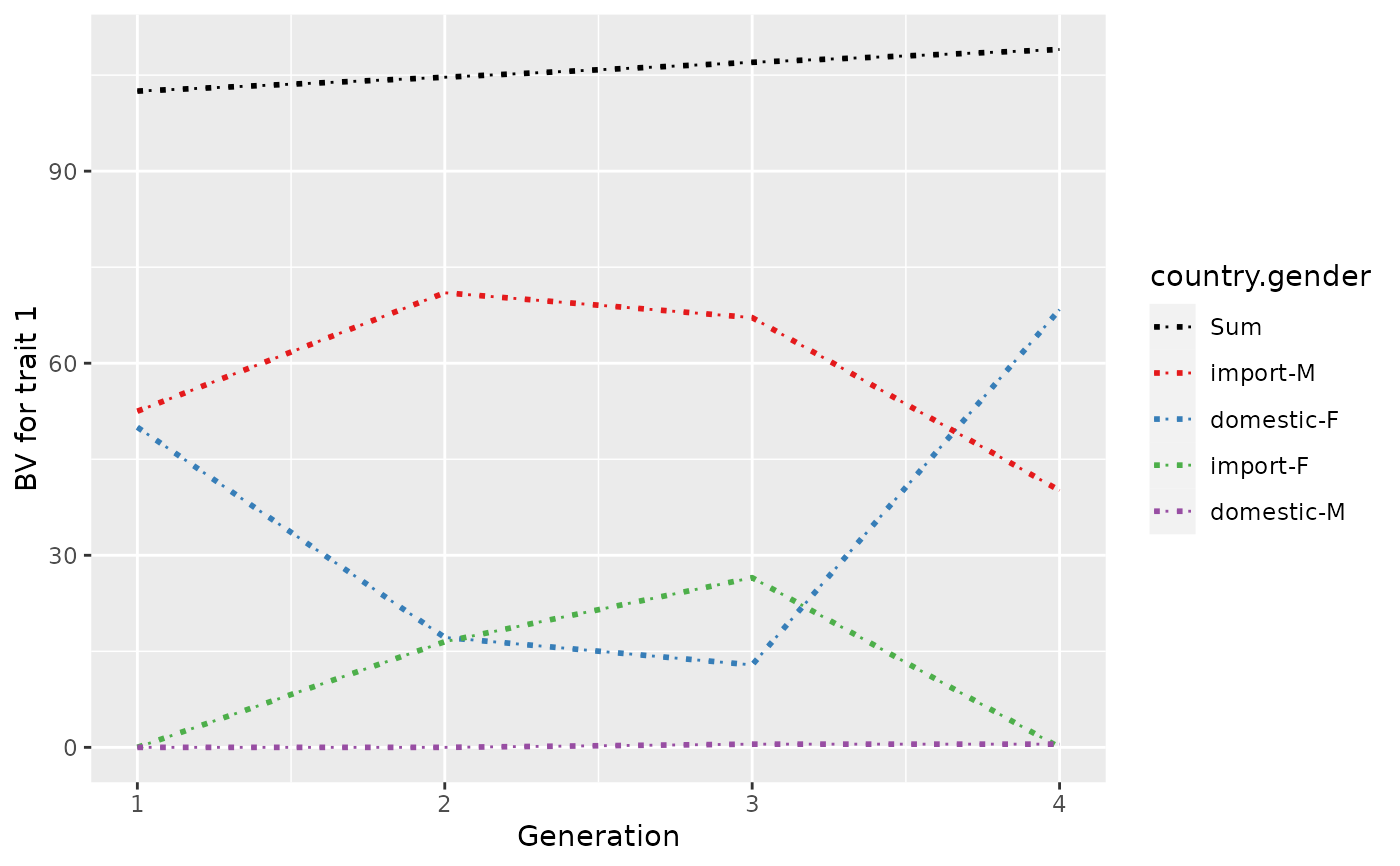 BV for trait 1
90
60
30
0
1 2 3 4
Generation
country.gender
Sum
import-M
domestic-F
import-F
domestic-M